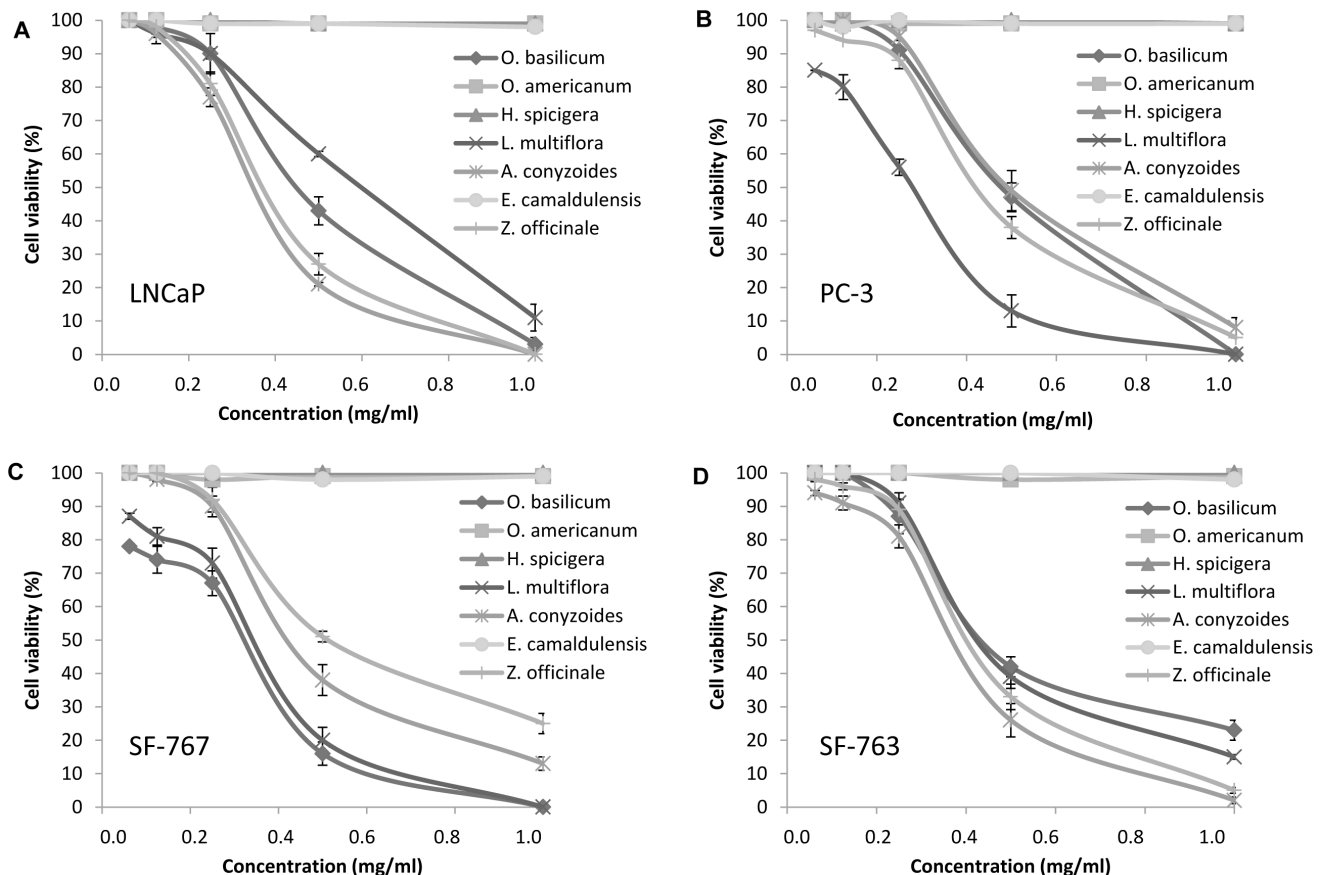 A
Cell viability (%)
100
90
80
70
60
50
40
30
20
10
0
O. basilicum
O. americanum
H. spicigera
L. multiflora
A. conyzoides
E. camaldulensis
Z. officinale
LNCaP
0.0 0.2 0.4 0.6 0.8 1.0
Concentration (mg/ml)
B
Cell viability (%)
100
90
80
70
60
50
40
30
20
10
0
O. basilicum
O. americanum
H. spicigera
L. multiflora
A. conyzoides
E. camaldulensis
Z. officinale
PC-3
0.0 0.2 0.4 0.6 0.8 1.0
Concentration (mg/ml)
C
Cell viability (%)
100
90
80
70
60
50
40
30
20
10
0
O. basilicum
O. americanum
H. spicigera
L. multiflora
A. conyzoides
E. camaldulensis
Z. officinale
SF-767
0.0 0.2 0.4 0.6 0.8 1.0
Concentration (mg/ml)
D
Cell viability (%)
100
90
80
70
60
50
40
30
20
10
0
O. basilicum
O. americanum
H. spicigera
L. multiflora
A. conyzoides
E. camaldulensis
Z. officinale
SF-763
0.0 0.2 0.4 0.6 0.8 1.0
Concentration (mg/ml)